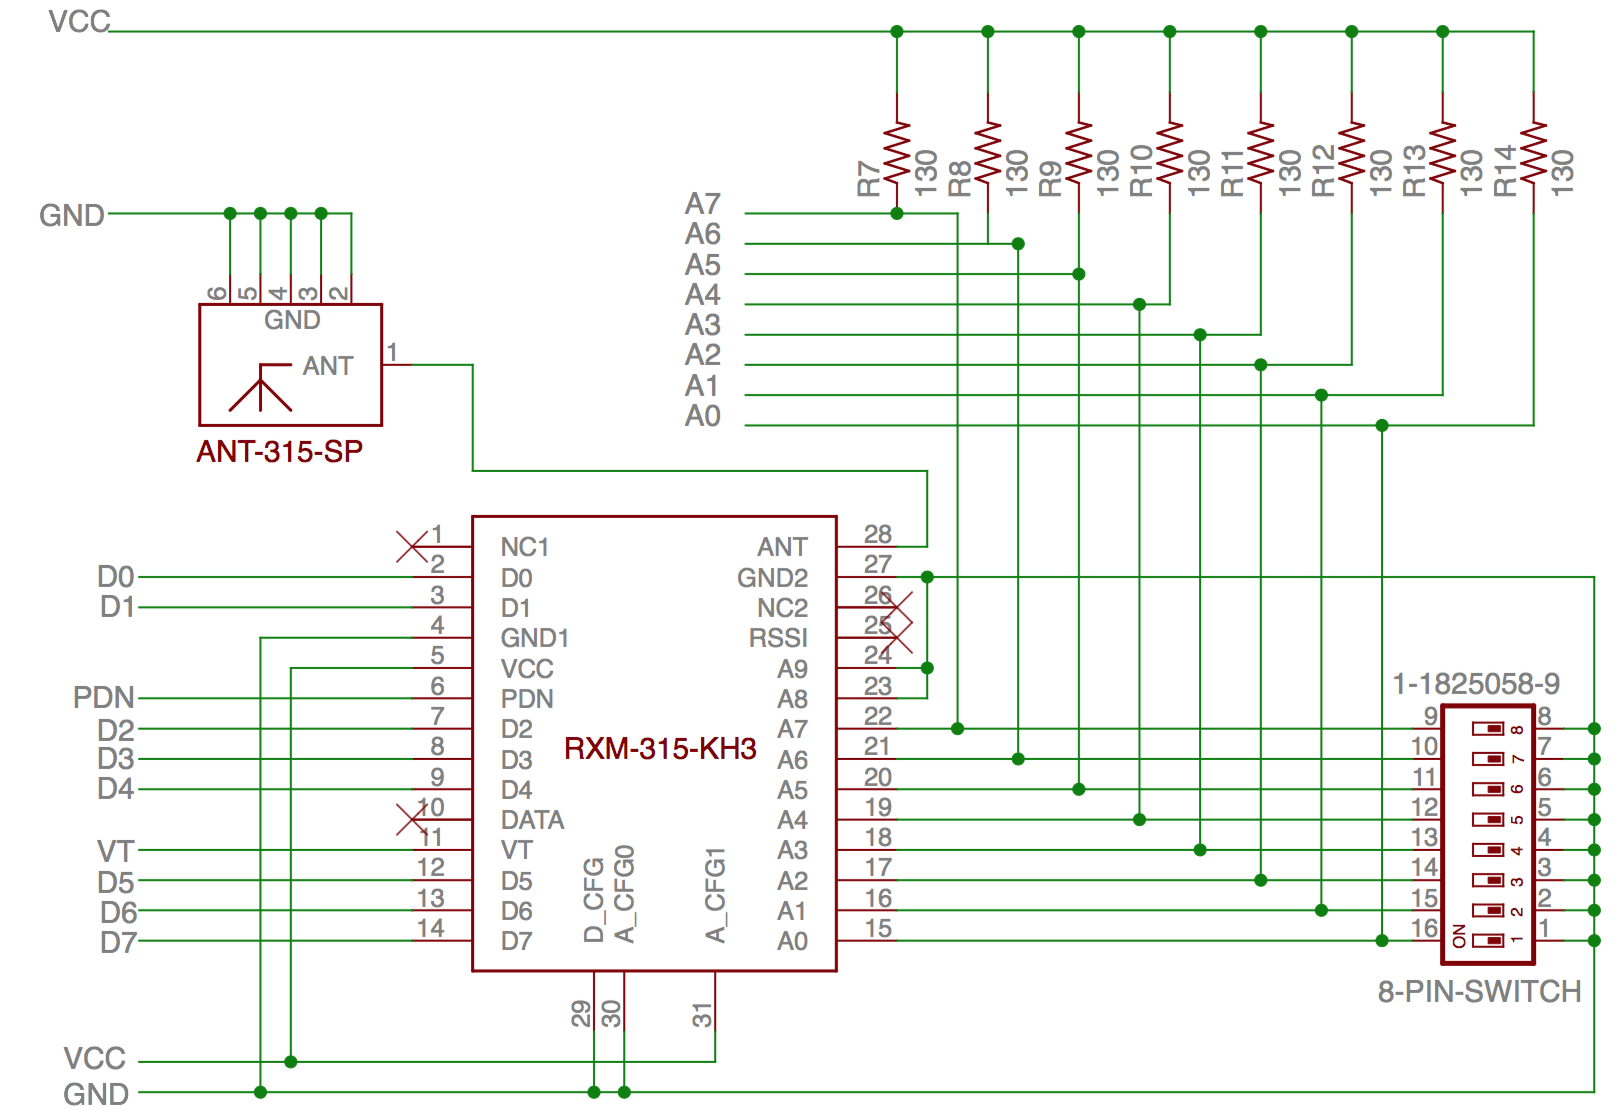 VCC
R7 130 R8 130 R9 130 R10 130 R11 130 R12 130 R13 130 R14 130
GND
A7
A6
A5
A4
A3
A2
A1
A0
6 5 4 3 2
GND
ANT 1
ANT-315-SP
1 NC1 ANT 28
D0 2 D0 GND2 27
D1 3 D1 NC2 26
4 GND1 RSSI 25
5 VCC A9 24
PDN 6 PDN A8 23
D2 7 D2 A7 22
D3 8 D3 A6 21
D4 9 D4 A5 20
10 DATA A4 19
VT 11 VT A3 18
D5 12 D5 A2 17
D6 13 D6 A1 16
D7 14 D7 A0 15
RXM-315-KH3
D_CFG A_CFG0 A_CFG1
29 30 31
1-1825058-9
9 8 8
10 7 7
11 6 6
12 5 5
13 4 4
14 3 3
15 2 2
16 ON 1 1
8-PIN-SWITCH
VCC
GND